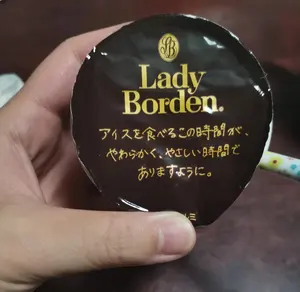 LB
Lady
Borden.
アイスを食べるこの時間が、
やわらかく、やさしい時間で
ありますように。